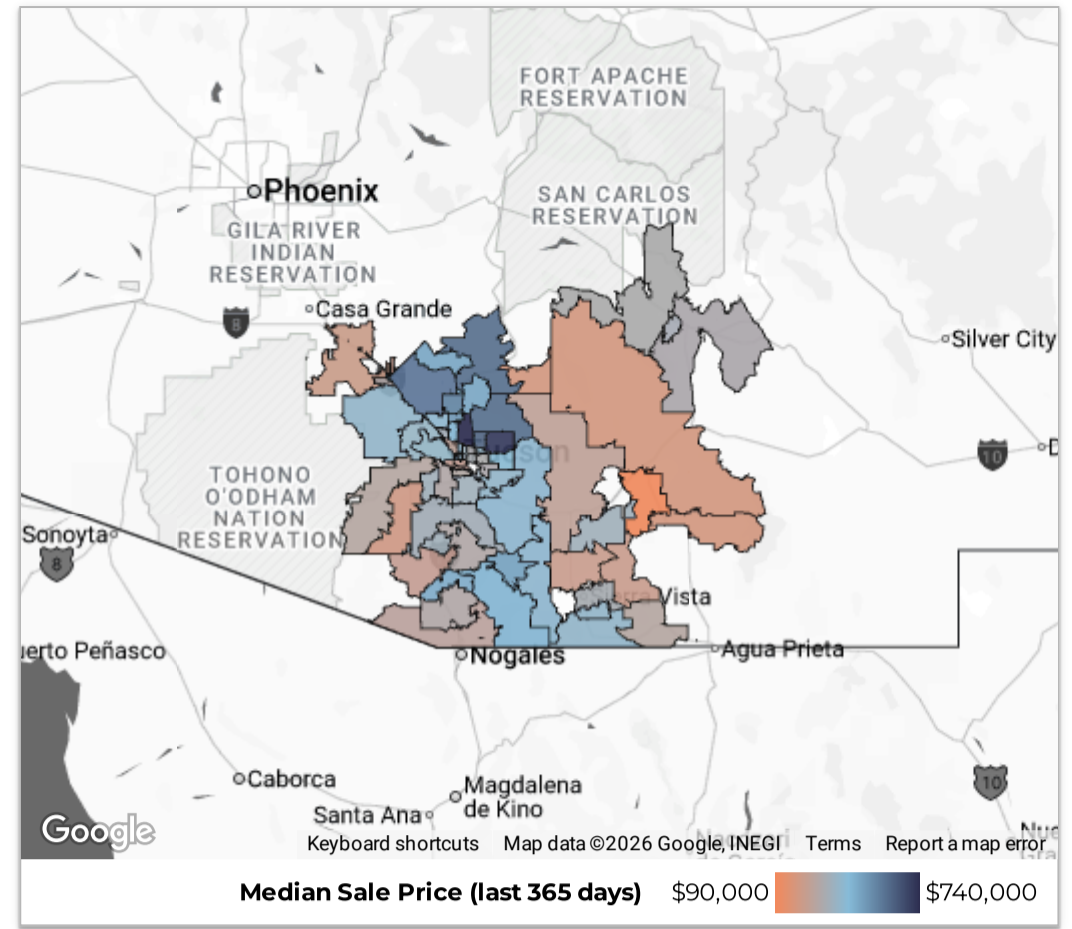 FORT APACHE
RESERVATION
Phoenix
SAN CARLOS
RESERVATION
GILA RIVER
INDIAN
RESERVATION
8
Casa Grande
Silver City
10
TOHONO
O'ODHAM
NATION
RESERVATION
Sonoyta
8
Vista
Agua Prieta
Nogales
Caborca
Magdalena
de Kino
10
Santa Ana
Google
Keyboard shortcuts
Map data ©2026 Google, INEGI
Terms
Report a map error
Median Sale Price (last 365 days)
$90,000
$740,000